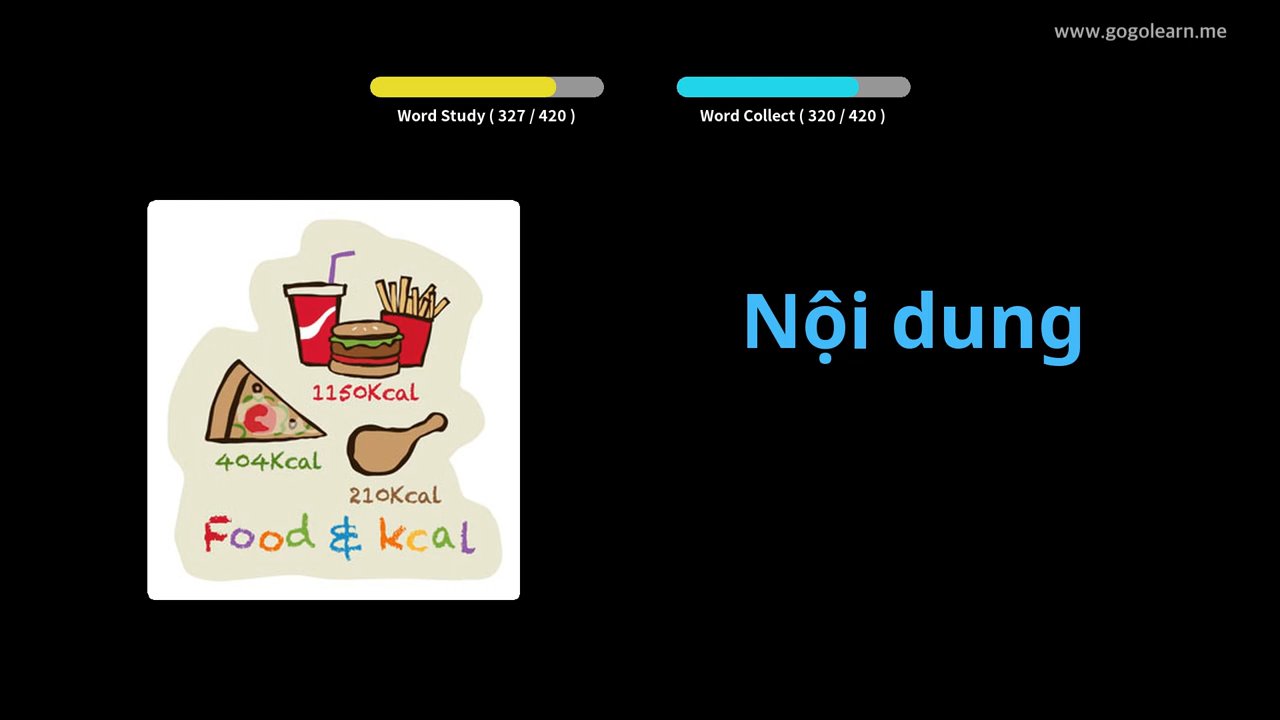 www.gogolearn.me
Word Study ( 327 / 420 )
Word Collect ( 320 / 420 )
Nội dung
1150Kcal
404Kcal
210Kcal
Food & kcal